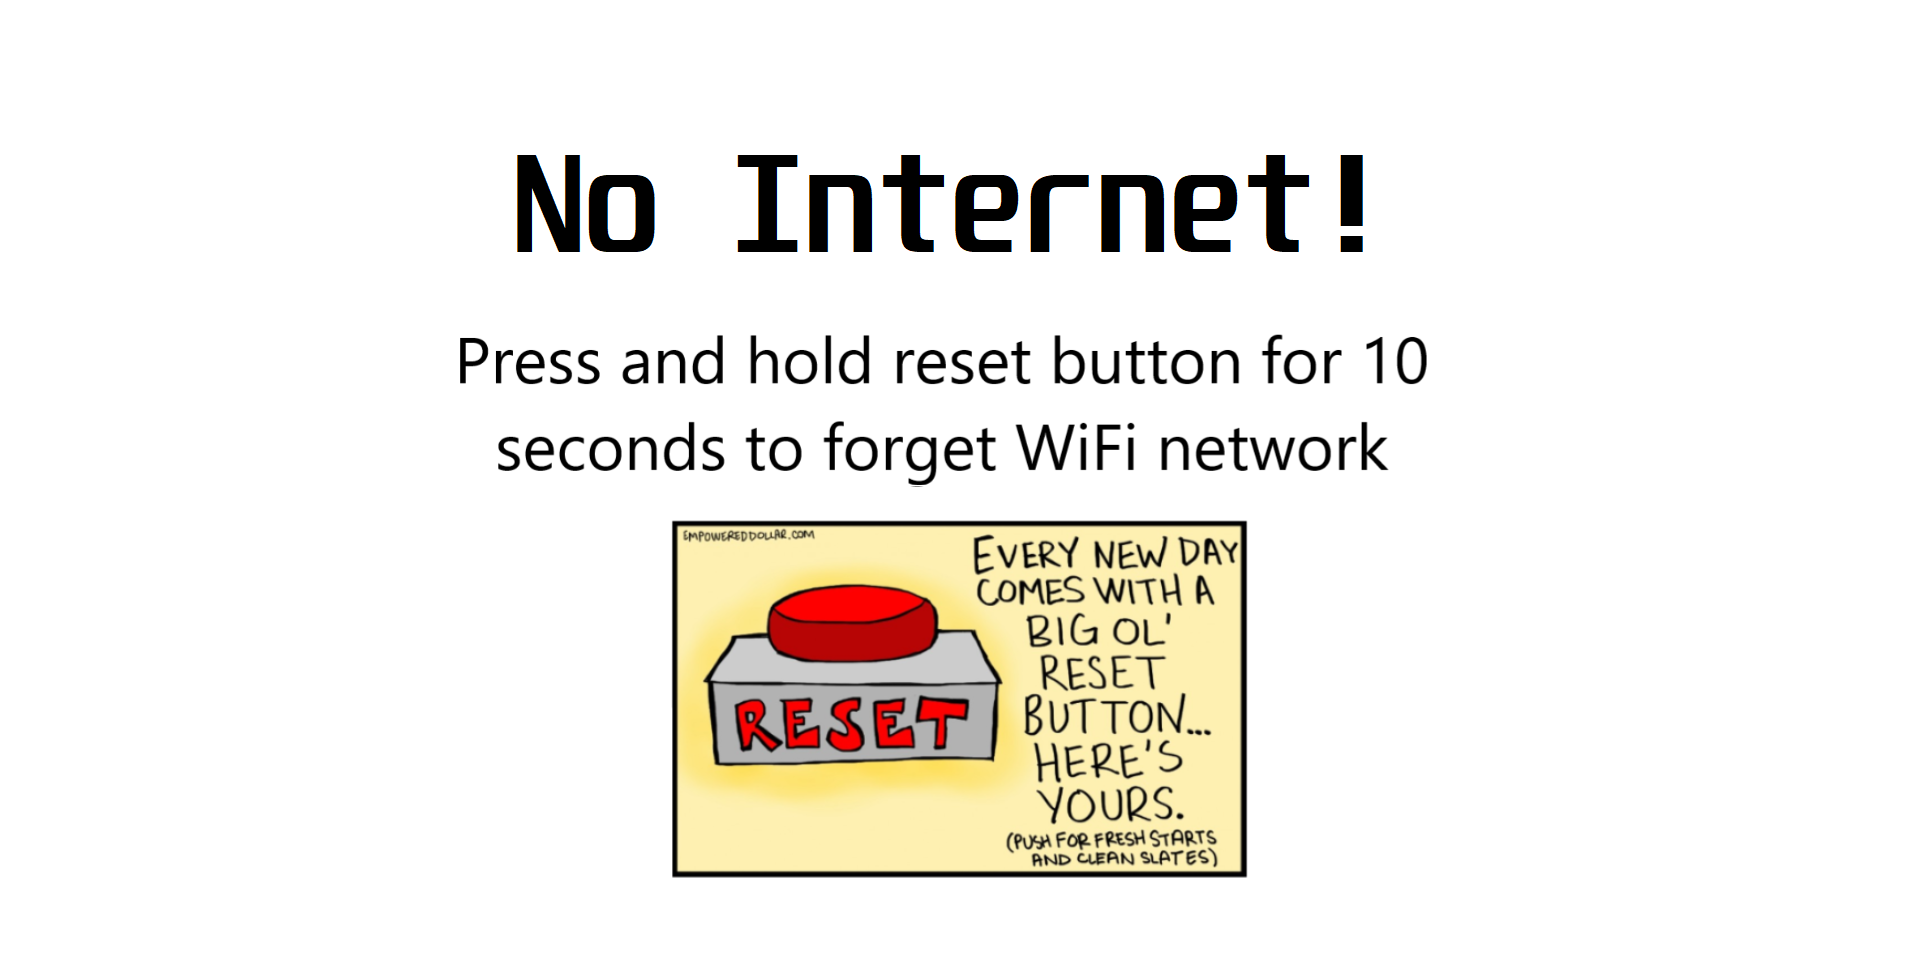 No Internet!
Press and hold reset button for 10
seconds to forget WiFi network
EMPOWEREDDOLLAR.COM
EVERY NEW DAY
COMES WITH A
BIG OL'
RESET
BUTTON...
HERE'S
YOURS.
(PUSH FOR FRESH STARTS
AND CLEAN SLATES)
RESET